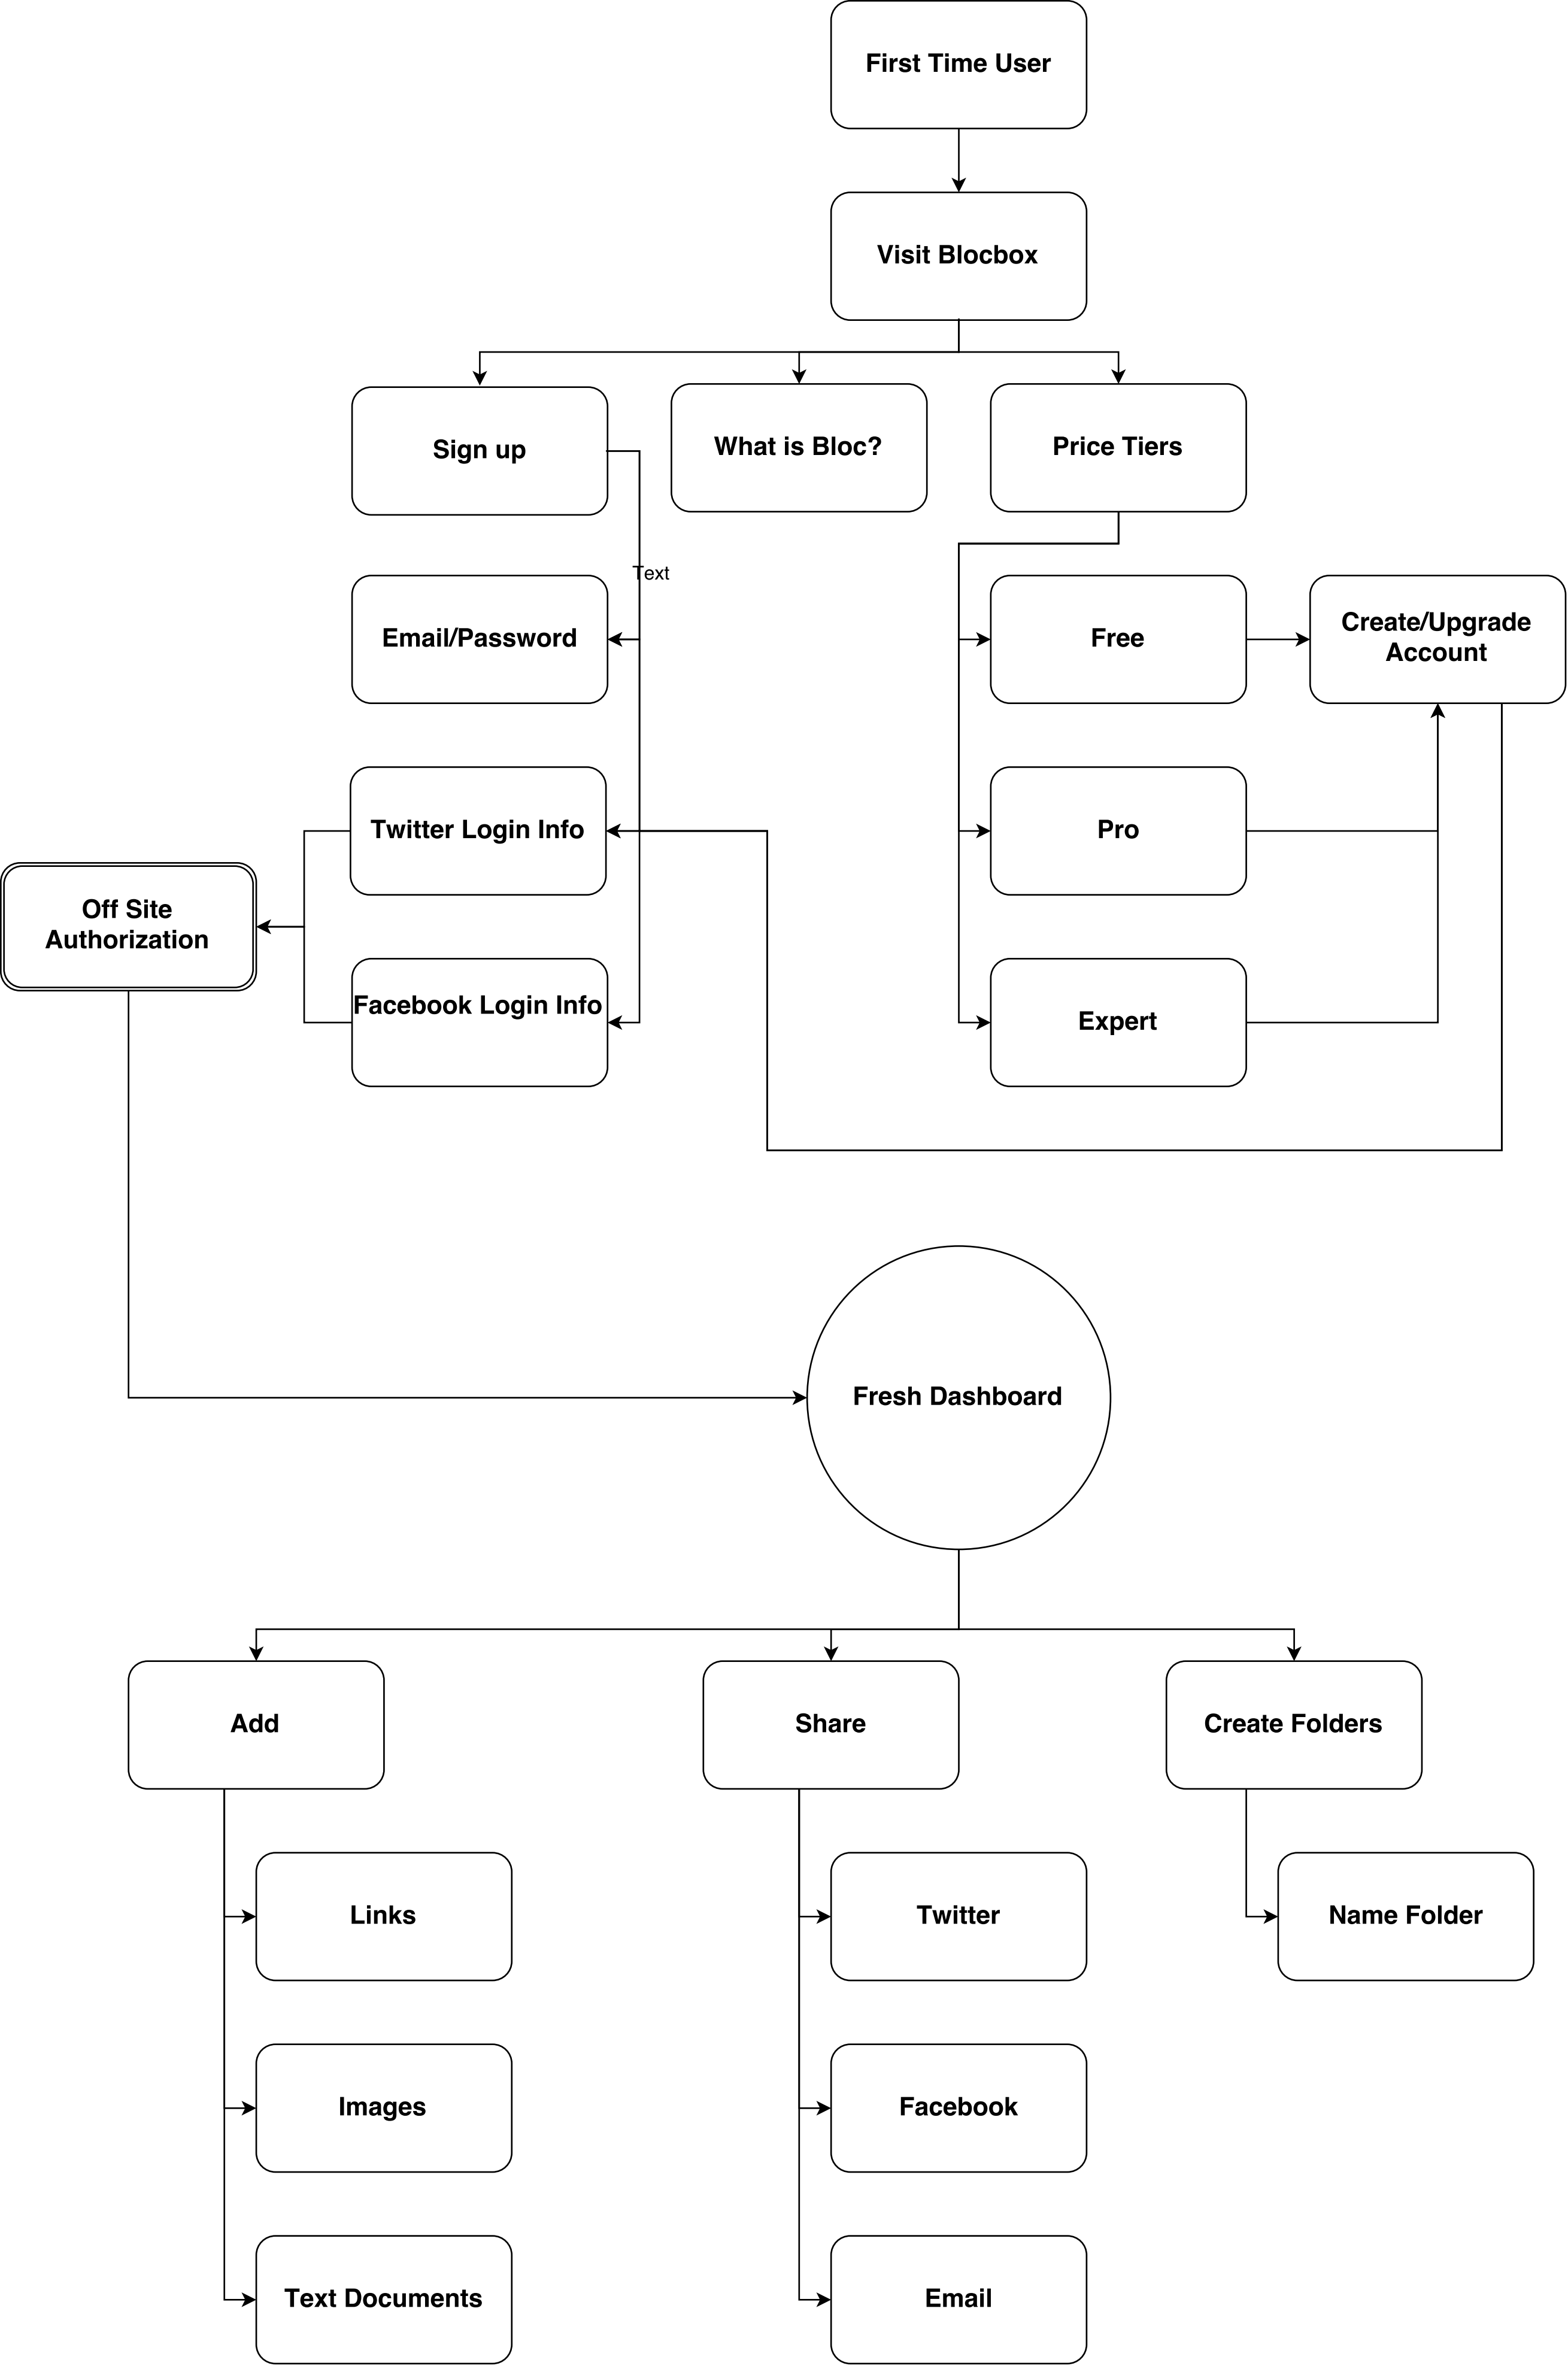 First Time User
Visit Blocbox
Sign up
What is Bloc?
Price Tiers
Text
Email/Password
Free
Create/Upgrade
Account
Twitter Login Info
Pro
Off Site
Authorization
Facebook Login Info
Expert
Fresh Dashboard
Add
Share
Create Folders
Links
Twitter
Name Folder
Images
Facebook
Text Documents
Email